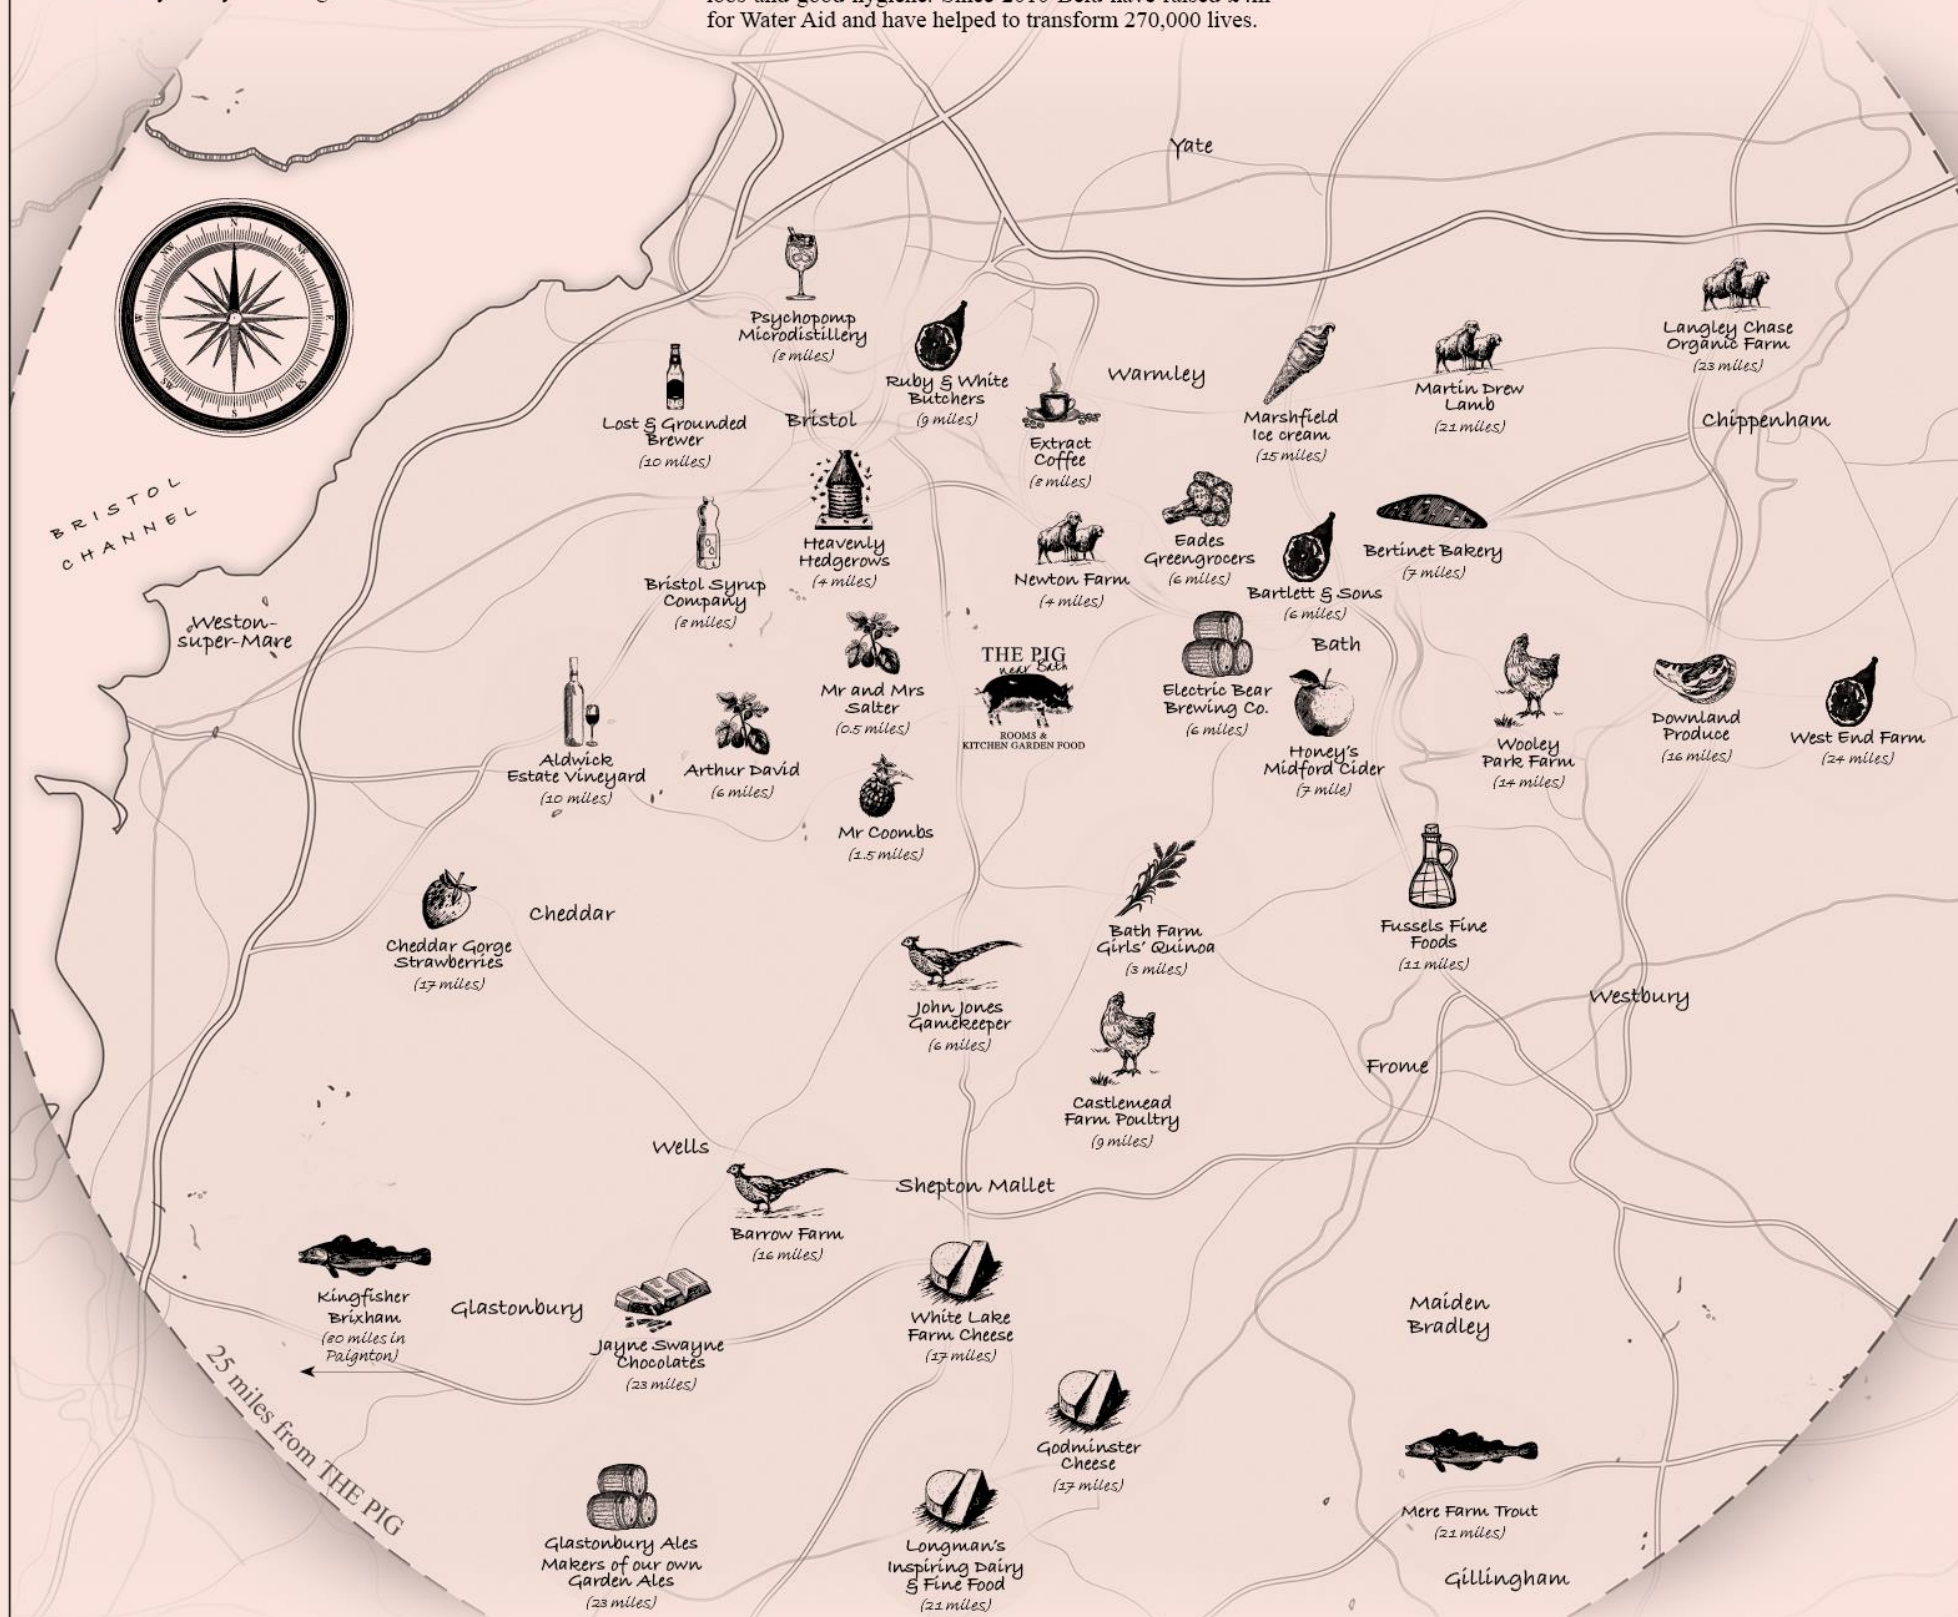 for Water Aid and have helped to transform 270,000 lives.
Yate
N
NE
E
ES
S
SW
W
NW
Psychopomp
Microdistillery
(8 miles)
Ruby & White
Butchers
(9 miles)
Langley Chase
Organic Farm
(23 miles)
Lost & Grounded
Brewer
(10 miles)
Bristol
Extract
Coffee
(8 miles)
Warmley
Marshfield
Ice cream
(15 miles)
Martin Drew
Lamb
(21 miles)
Chippenham
BRISTOL
CHANNEL
Bristol Syrup
Company
(8 miles)
Heavenly
Hedgerows
(4 miles)
Newton Farm
(4 miles)
Eades
Greengrocers
(6 miles)
Bartlett & Sons
(6 miles)
Bertinet Bakery
(7 miles)
Weston-
super-Mare
Bath
Aldwick
Estate Vineyard
(10 miles)
Arthur David
(6 miles)
Mr and Mrs
Salter
(0.5 miles)
THE PIG
near Bath
ROOMS &
KITCHEN GARDEN FOOD
Electric Bear
Brewing Co.
(6 miles)
Honey's
Midford Cider
(7 mile)
Wooley
Park Farm
(14 miles)
Downland
Produce
(16 miles)
West End Farm
(24 miles)
Mr Coombs
(1.5 miles)
Cheddar Gorge
Strawberries
(17 miles)
Cheddar
John Jones
Gamekeeper
(6 miles)
Bath Farm
Girls' Quinoa
(3 miles)
Fussels Fine
Foods
(11 miles)
Westbury
Castlemead
Farm Poultry
(9 miles)
Frome
Wells
Barrow Farm
(16 miles)
Shepton Mallet
Kingfisher
Brixham
(80 miles in
Paignton)
Glastonbury
Jayne Swayne
Chocolates
(23 miles)
White Lake
Farm Cheese
(17 miles)
Maiden
Bradley
25 miles from THE PIG
Godminster
Cheese
(17 miles)
Mere Farm Trout
(21 miles)
Glastonbury Ales
Makers of our own
Garden Ales
(23 miles)
Longman's
Inspiring Dairy
& Fine Food
(21 miles)
Gillingham